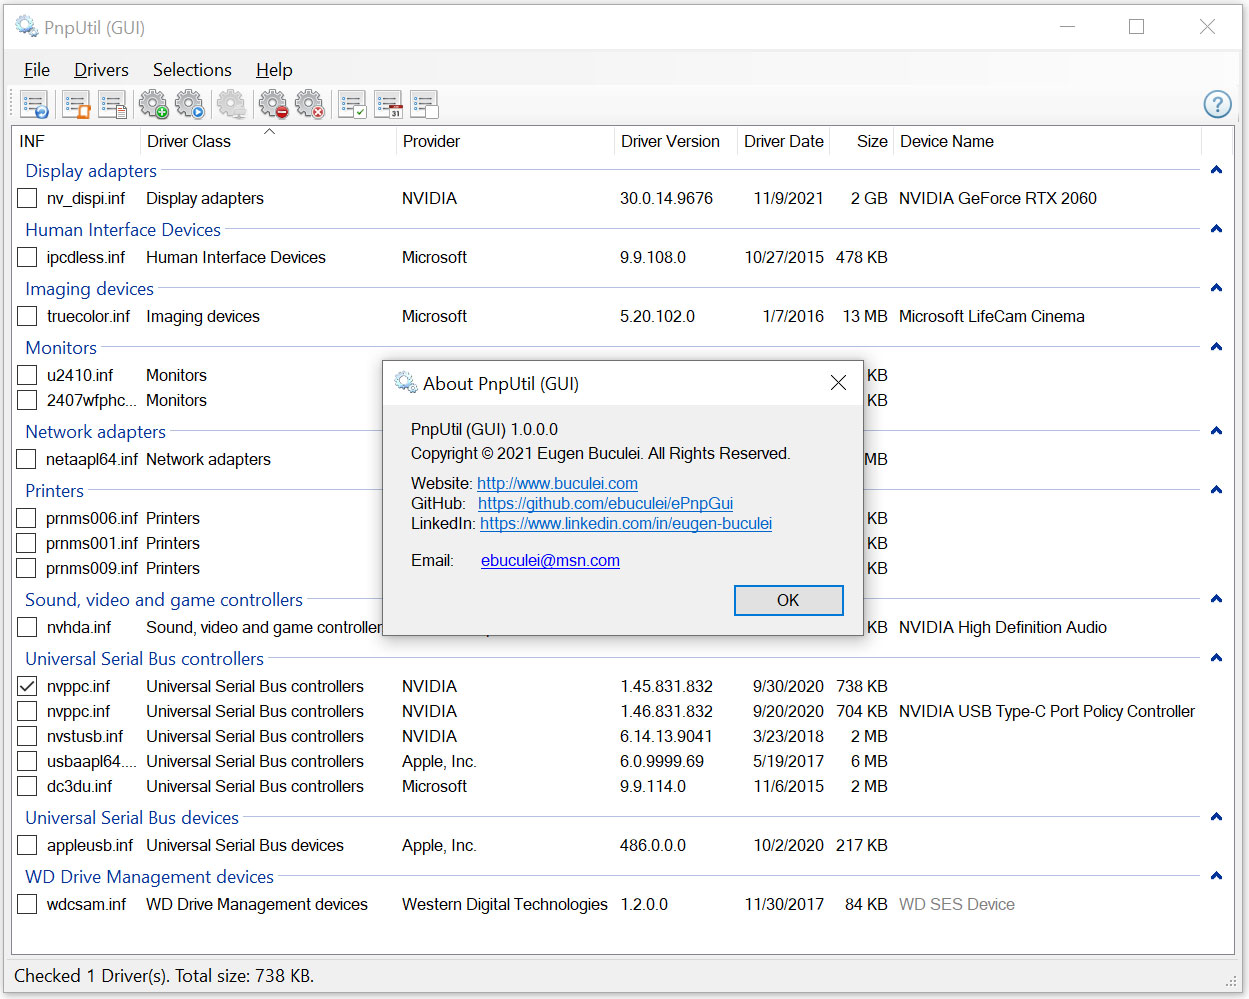 PnpUtil (GUI)
File Drivers Selections Help
31
?
INF Driver Class Provider Driver Version Driver Date Size Device Name
Display adapters
nv_dispi.inf Display adapters NVIDIA 30.0.14.9676 11/9/2021 2 GB NVIDIA GeForce RTX 2060
Human Interface Devices
ipcdless.inf Human Interface Devices Microsoft 9.9.108.0 10/27/2015 478 KB
Imaging devices
truecolor.inf Imaging devices Microsoft 5.20.102.0 1/7/2016 13 MB Microsoft LifeCam Cinema
Monitors
u2410.inf Monitors KB
2407wfphc... Monitors KB
Network adapters
netaapl64.inf Network adapters MB
Printers
prnms006.inf Printers KB
prnms001.inf Printers KB
prnms009.inf Printers KB
Sound, video and game controllers
nvhda.inf Sound, video and game controller KB NVIDIA High Definition Audio
Universal Serial Bus controllers
nvppc.inf Universal Serial Bus controllers NVIDIA 1.45.831.832 9/30/2020 738 KB
nvppc.inf Universal Serial Bus controllers NVIDIA 1.46.831.832 9/20/2020 704 KB NVIDIA USB Type-C Port Policy Controller
nvstusb.inf Universal Serial Bus controllers NVIDIA 6.14.13.9041 3/23/2018 2 MB
usbaapl64.... Universal Serial Bus controllers Apple, Inc. 6.0.9999.69 5/19/2017 6 MB
dc3du.inf Universal Serial Bus controllers Microsoft 9.9.114.0 11/6/2015 2 MB
Universal Serial Bus devices
appleusb.inf Universal Serial Bus devices Apple, Inc. 486.0.0.0 10/2/2020 217 KB
WD Drive Management devices
wdcsam.inf WD Drive Management devices Western Digital Technologies 1.2.0.0 11/30/2017 84 KB WD SES Device
Checked 1 Driver(s). Total size: 738 KB.
About PnpUtil (GUI)
PnpUtil (GUI) 1.0.0.0
Copyright © 2021 Eugen Buculei. All Rights Reserved.
Website: http://www.buculei.com
GitHub: https://github.com/ebuculei/ePnpGui
LinkedIn: https://www.linkedin.com/in/eugen-buculei
Email: ebuculei@msn.com
OK